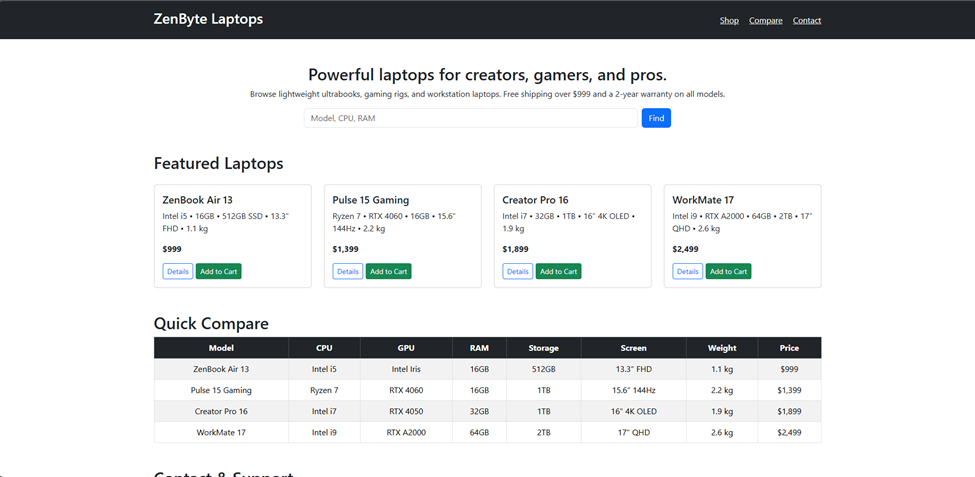 ZenByte Laptops
Shop Compare Contact
Powerful laptops for creators, gamers, and pros.
Browse lightweight ultrabooks, gaming rigs, and workstation laptops. Free shipping over $999 and a 2-year warranty on all models.
Model, CPU, RAM Find
Featured Laptops
ZenBook Air 13
Intel i5 • 16GB • 512GB SSD • 13.3”
FHD • 1.1 kg
$999
Details Add to Cart
Pulse 15 Gaming
Ryzen 7 • RTX 4060 • 16GB • 15.6”
144Hz • 2.2 kg
$1,399
Details Add to Cart
Creator Pro 16
Intel i7 • 32GB • 1TB • 16” 4K OLED •
1.9 kg
$1,899
Details Add to Cart
WorkMate 17
Intel i9 • RTX A2000 • 64GB • 2TB • 17”
QHD • 2.6 kg
$2,499
Details Add to Cart
Quick Compare
Model CPU GPU RAM Storage Screen Weight Price
ZenBook Air 13 Intel i5 Intel Iris 16GB 512GB 13.3” FHD 1.1 kg $999
Pulse 15 Gaming Ryzen 7 RTX 4060 16GB 1TB 15.6” 144Hz 2.2 kg $1,399
Creator Pro 16 Intel i7 RTX 4050 32GB 1TB 16” 4K OLED 1.9 kg $1,899
WorkMate 17 Intel i9 RTX A2000 64GB 2TB 17” QHD 2.6 kg $2,499
Contact & Support